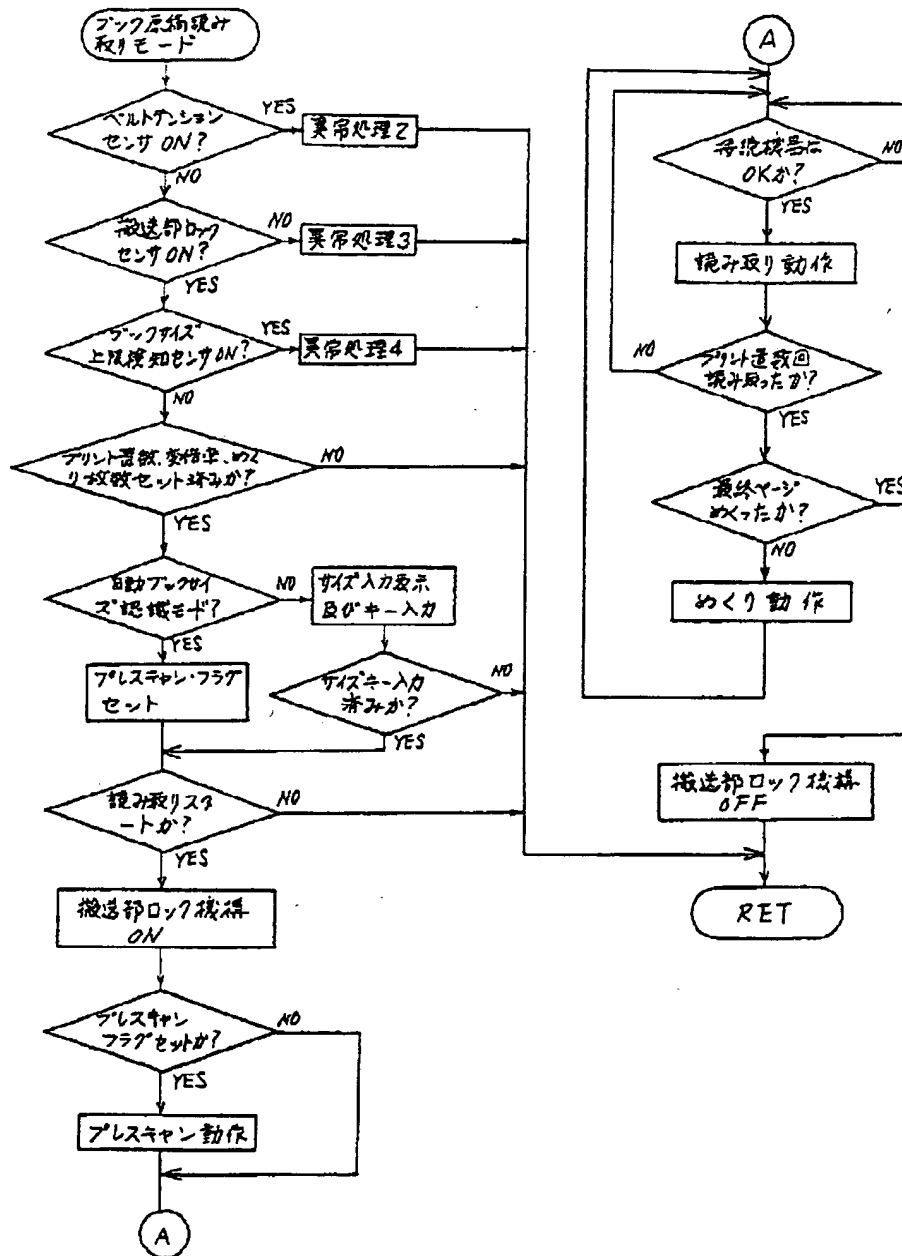 ブック原稿読み
取りモード
ベルトテンション
センサ ON?
YES
異常処理2
NO
搬送部ロック
センサ ON?
NO
異常処理3
YES
ブックサイズ
上限検知センサON?
YES
異常処理4
NO
プリント置数、変倍率、めく
り枚数セット済みか?
NO
YES
自動ブックサイ
ズ認識モード?
NO
サイズ入力表示
及びキー入力
YES
プレスキャン・フラグ
セット
サイズキー入力
済みか?
NO
YES
読み取りスタ
ートか?
NO
YES
搬送部ロック機構
ON
プレスキャン
フラグセットか?
NO
YES
プレスキャン動作
A
A
接続機器は
OKか?
NO
YES
読み取り動作
プリント置数回
読み取ったか?
NO
YES
最終ページ
めくったか?
YES
NO
めくり動作
搬送部ロック機構
OFF
RET